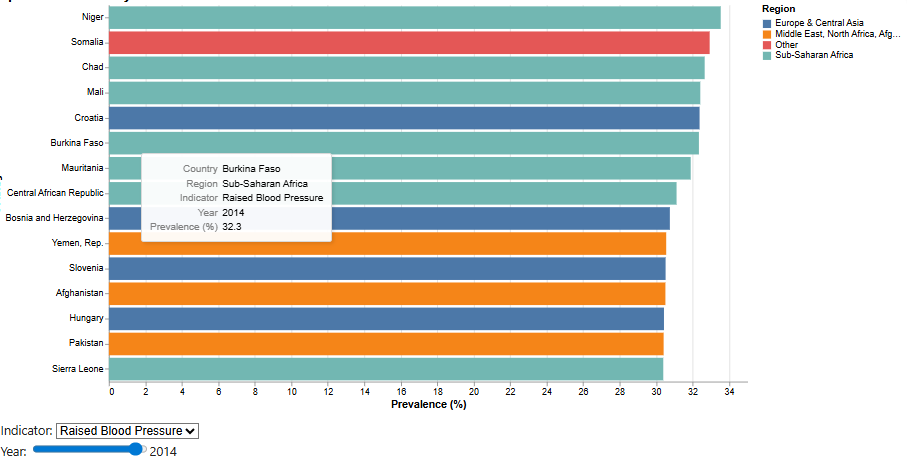 Region
Europe & Central Asia
Middle East, North Africa, Afg...
Other
Sub-Saharan Africa
Niger
Somalia
Chad
Mali
Croatia
Burkina Faso
Mauritania
Central African Republic
Bosnia and Herzegovina
Yemen, Rep.
Slovenia
Afghanistan
Hungary
Pakistan
Sierra Leone
Country Burkina Faso
Region Sub-Saharan Africa
Indicator Raised Blood Pressure
Year 2014
Prevalence (%) 32.3
0 2 4 6 8 10 12 14 16 18 20 22 24 26 28 30 32 34
Prevalence (%)
Indicator: Raised Blood Pressure
Year: 2014